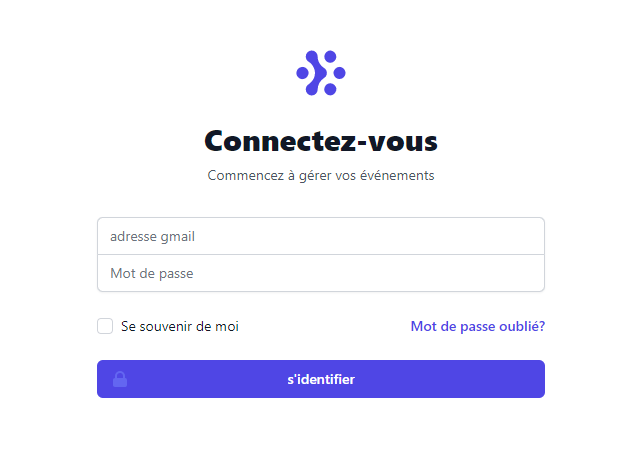 Connectez-vous
Commencez à gérer vos événements
adresse gmail
Mot de passe
Se souvenir de moi
Mot de passe oublié?
s'identifier